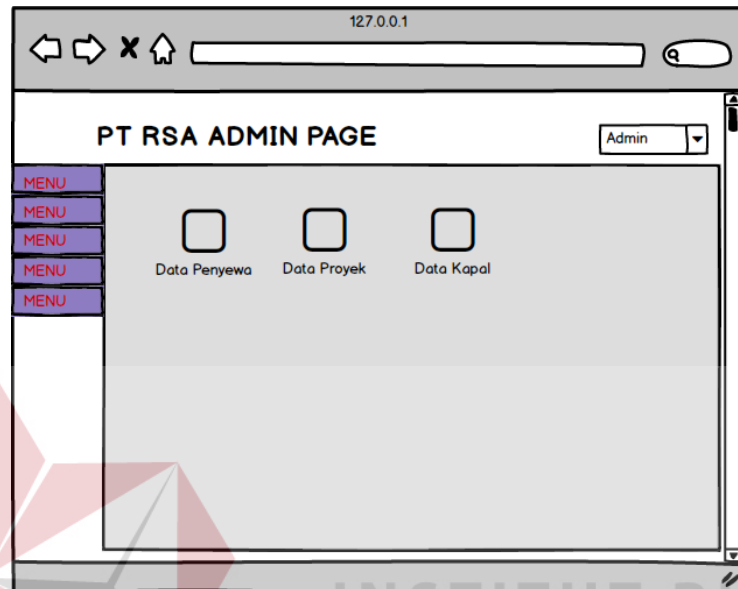 127.0.0.1
PT RSA ADMIN PAGE
Admin
MENU
MENU
MENU
MENU
MENU
Data Penyewa
Data Proyek
Data Kapal